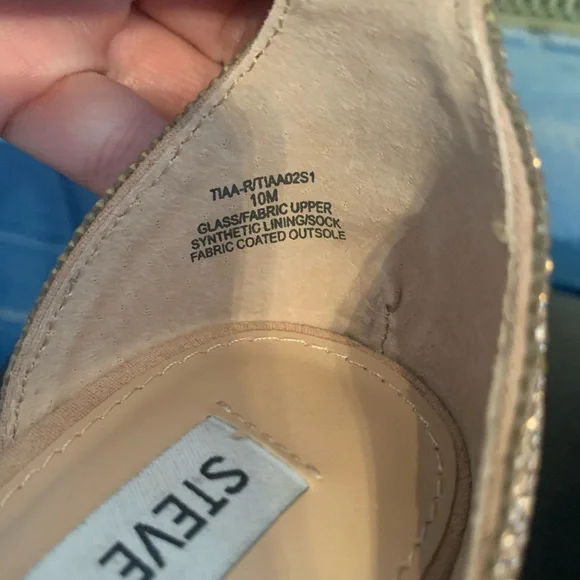 TIAA-R/TIAA02S1
10M
GLASS/FABRIC UPPER
SYNTHETIC LINING/SOCK
FABRIC COATED OUTSOLE
STEVE